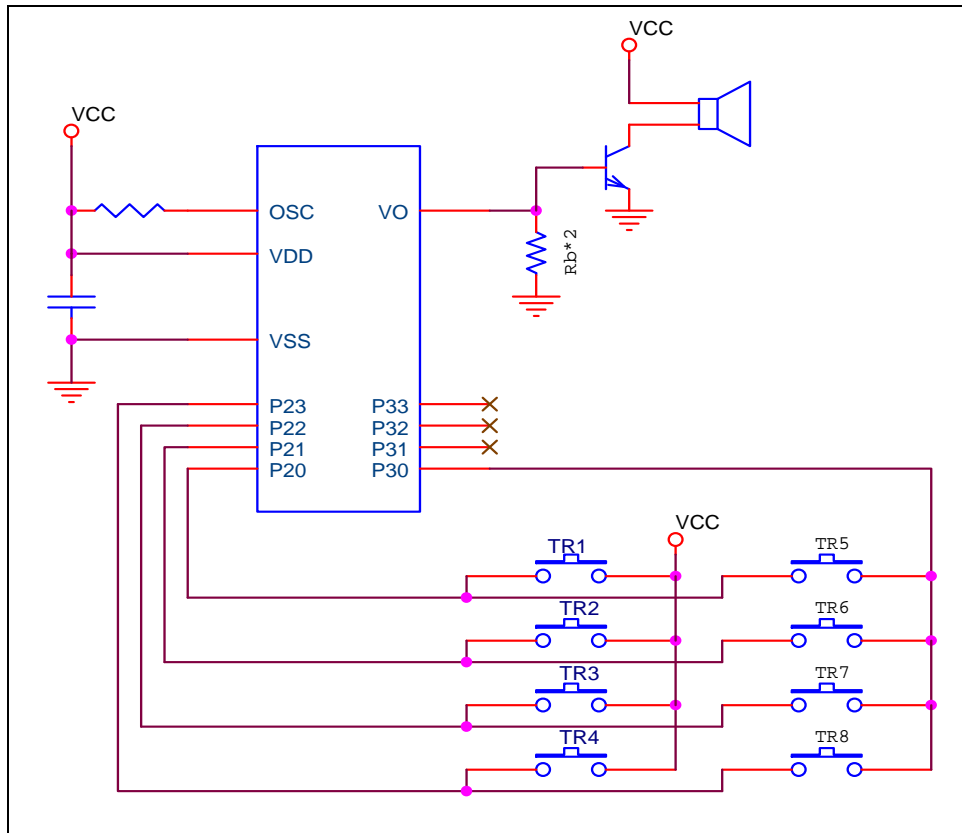 VCC
VCC
OSC
VO
VDD
Rb*2
VSS
P23
P33
P22
P32
P21
P31
P20
P30
VCC
TR1
TR5
TR2
TR6
TR3
TR7
TR4
TR8